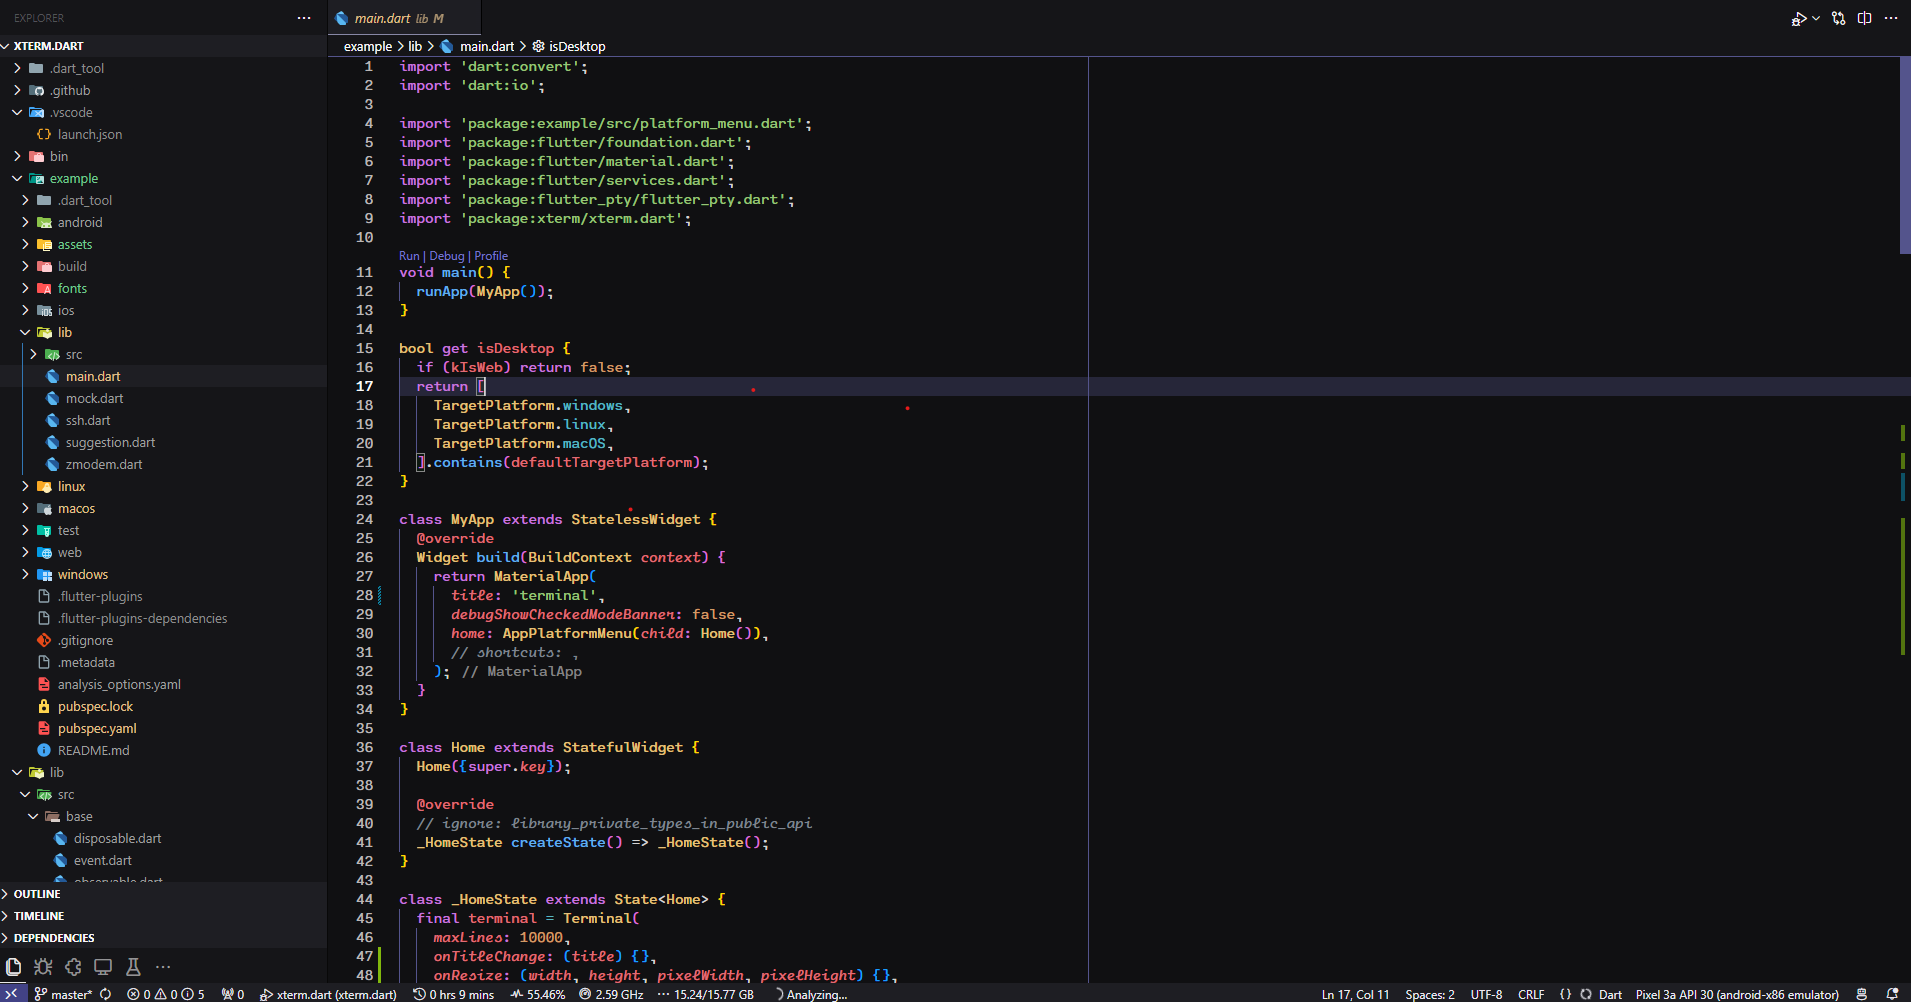 EXPLORER
XTERM.DART
.dart_tool
.github
.vscode
launch.json
bin
example
.dart_tool
android
assets
build
fonts
ios
lib
src
main.dart
mock.dart
ssh.dart
suggestion.dart
zmodem.dart
linux
macos
test
web
windows
.flutter-plugins
.flutter-plugins-dependencies
.gitignore
.metadata
analysis_options.yaml
pubspec.lock
pubspec.yaml
README.md
lib
src
base
disposable.dart
event.dart
observable.dart
OUTLINE
TIMELINE
DEPENDENCIES
main.dart lib M
example > lib > main.dart > isDesktop
1 import 'dart:convert';
2 import 'dart:io';
3
4 import 'package:example/src/platform_menu.dart';
5 import 'package:flutter/foundation.dart';
6 import 'package:flutter/material.dart';
7 import 'package:flutter/services.dart';
8 import 'package:flutter_pty/flutter_pty.dart';
9 import 'package:xterm/xterm.dart';
10
Run | Debug | Profile
11 void main() {
12 runApp(MyApp());
13 }
14
15 bool get isDesktop {
16 if (kIsWeb) return false;
17 return [
18 TargetPlatform.windows,
19 TargetPlatform.linux,
20 TargetPlatform.macOS,
21 ].contains(defaultTargetPlatform);
22 }
23
24 class MyApp extends StatelessWidget {
25 @override
26 Widget build(BuildContext context) {
27 return MaterialApp(
28 title: 'terminal',
29 debugShowCheckedModeBanner: false,
30 home: AppPlatformMenu(child: Home()),
31 // shortcuts: ,
32 ); // MaterialApp
33 }
34 }
35
36 class Home extends StatefulWidget {
37 Home({super.key});
38
39 @override
40 // ignore: library_private_types_in_public_api
41 _HomeState createState() => _HomeState();
42 }
43
44 class _HomeState extends State<Home> {
45 final terminal = Terminal(
46 maxLines: 10000,
47 onTitleChange: (title) {},
48 onResize: (width, height, pixelWidth, pixelHeight) {},
master* 0 0 5 0 xterm.dart (xterm.dart) 0 hrs 9 mins 55.46% 2.59 GHz 15.24/15.77 GB Analyzing... Ln 17, Col 11 Spaces: 2 UTF-8 CRLF {} Dart Pixel 3a API 30 (android-x86 emulator)